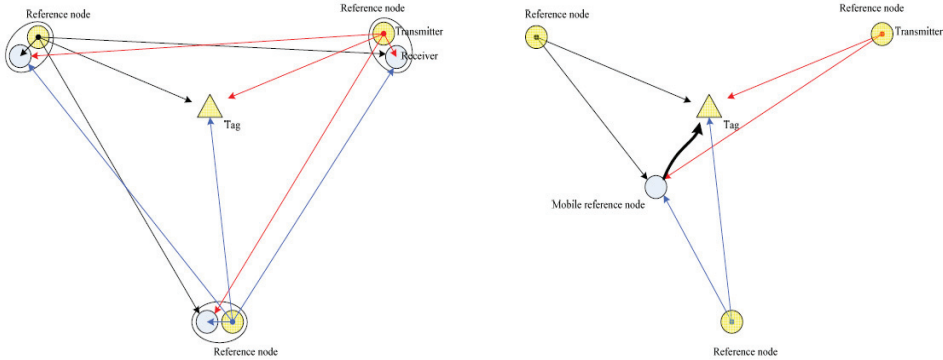 Reference node
Reference node
Transmitter
Receiver
Tag
Reference node
Reference node
Reference node
Transmitter
Tag
Mobile reference node
Reference node